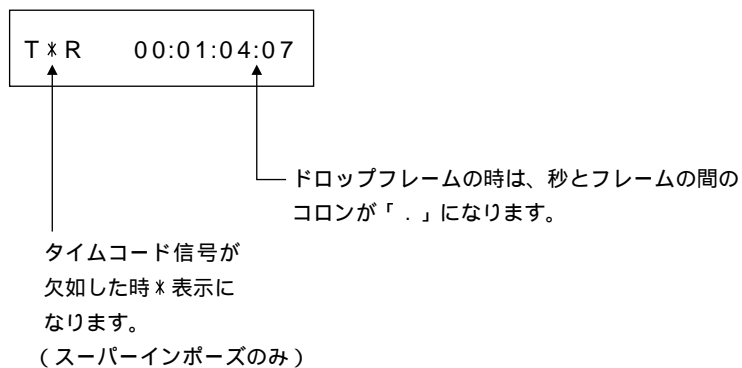 T*R 00:01:04:07
ドロップフレームの時は、秒とフレームの間の
コロンが「.」になります。
タイムコード信号が
欠如した時*表示に
なります。
(スーパーインポーズのみ)